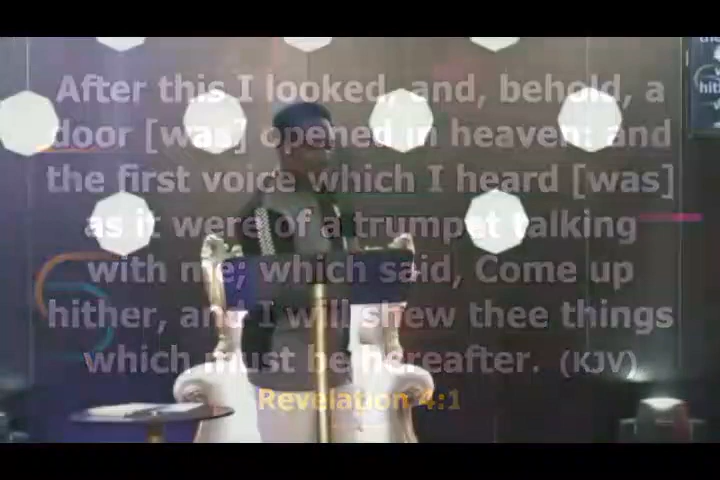 After this I looked, and, behold, a
door [was] opened in heaven: and
the first voice which I heard [was]
as it were of a trumpet talking
with me; which said, Come up
hither, and I will shew thee things
which must be hereafter. (KJV)
Revelation 4:1
hith